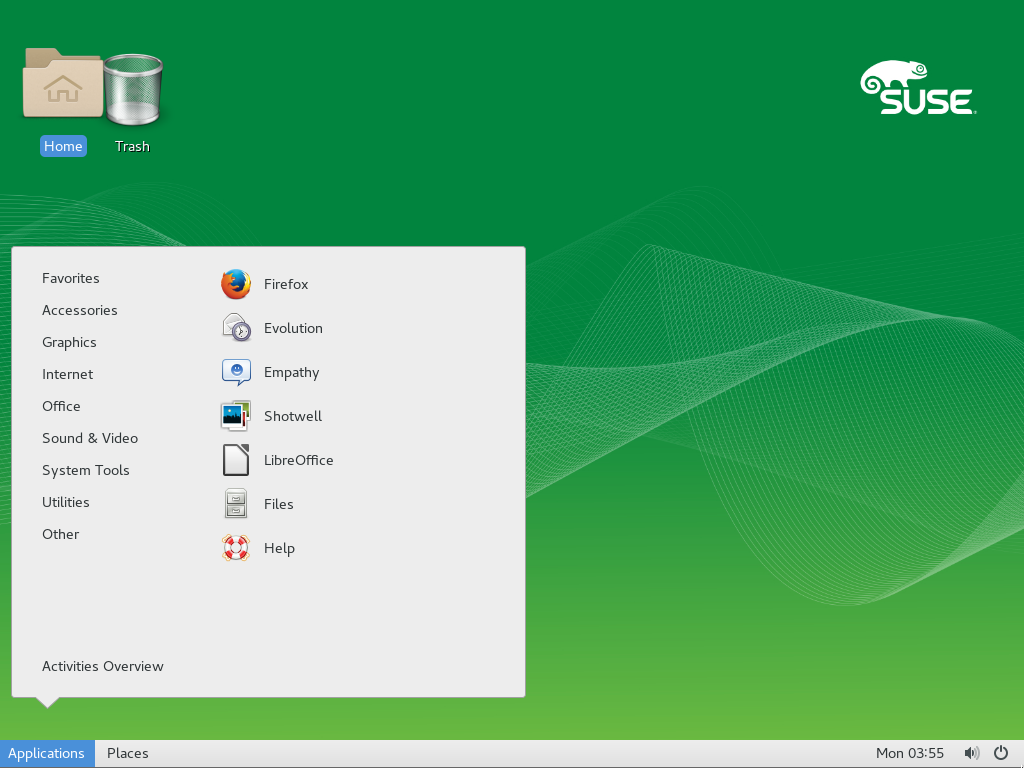 SUSE
Home
Trash
Favorites
Accessories
Graphics
Internet
Office
Sound & Video
System Tools
Utilities
Other
Activities Overview
Firefox
Evolution
Empathy
Shotwell
LibreOffice
Files
Help
Applications
Places
Mon 03:55